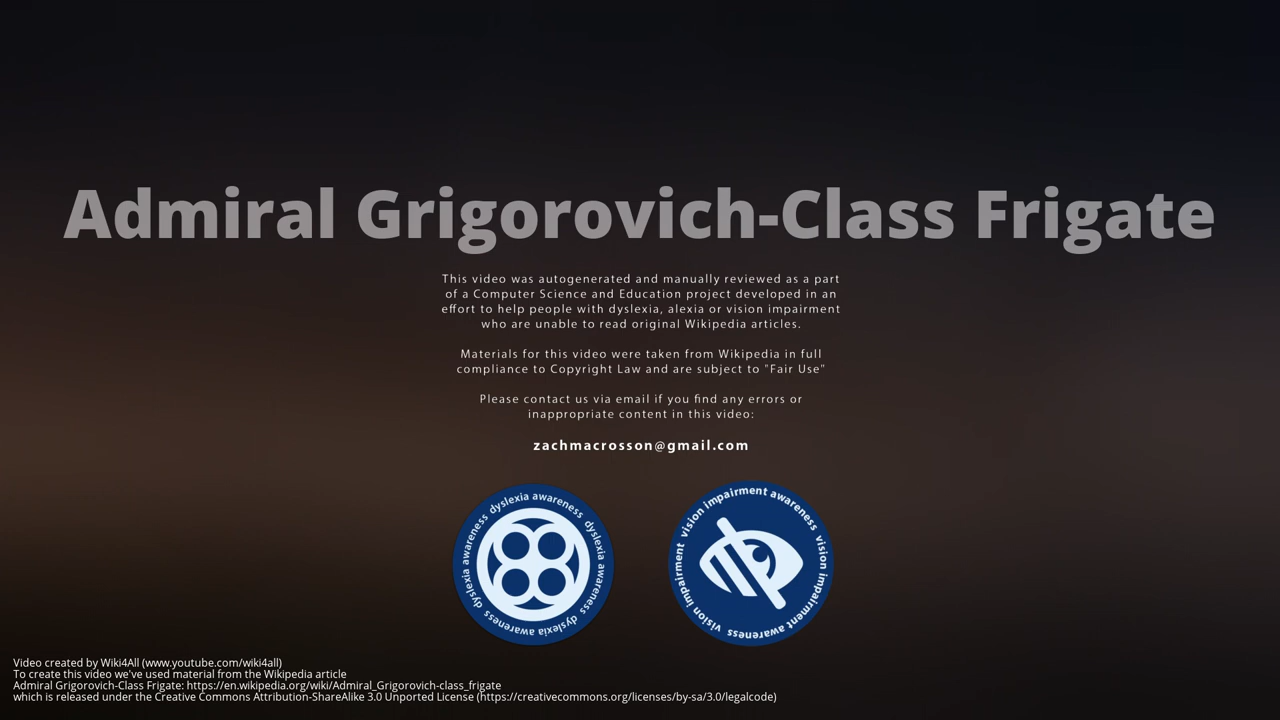 Admiral Grigorovich-Class Frigate
This video was autogenerated and manually reviewed as a part
of a Computer Science and Education project developed in an
effort to help people with dyslexia, alexia or vision impairment
who are unable to read original Wikipedia articles.
Materials for this video were taken from Wikipedia in full
compliance to Copyright Law and are subject to "Fair Use"
Please contact us via email if you find any errors or
inappropriate content in this video:
zachmacrosson@gmail.com
dyslexia awareness dyslexia awareness dyslexia awareness dyslexia awareness
vision impairment awareness vision impairment awareness vision impairment
Video created by Wiki4All (www.youtube.com/wiki4all)
To create this video we've used material from the Wikipedia article
Admiral Grigorovich-Class Frigate: https://en.wikipedia.org/wiki/Admiral_Grigorovich-class_frigate
which is released under the Creative Commons Attribution-ShareAlike 3.0 Unported License (https://creativecommons.org/licenses/by-sa/3.0/legalcode)